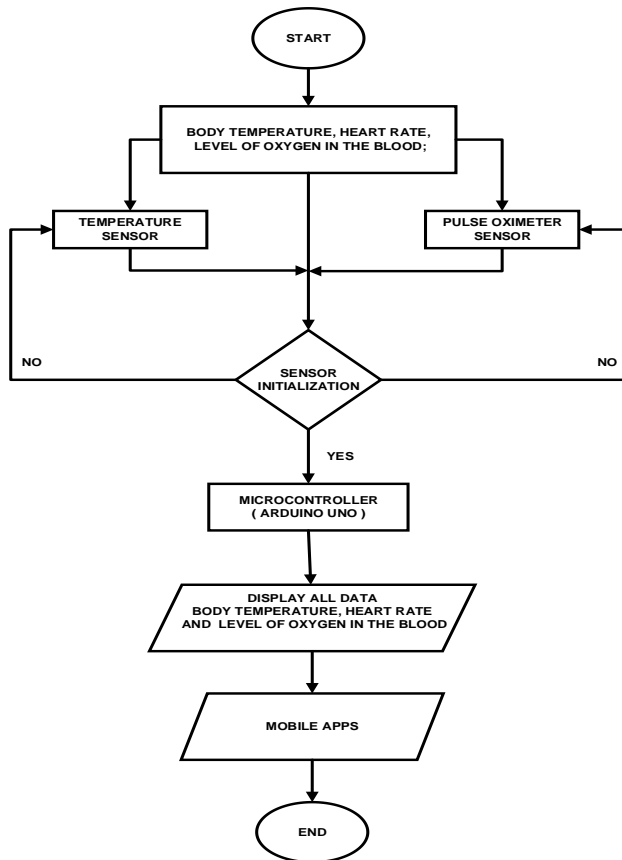 START
BODY TEMPERATURE, HEART RATE,
LEVEL OF OXYGEN IN THE BLOOD;
TEMPERATURE
SENSOR
PULSE OXIMETER
SENSOR
NO
SENSOR
INITIALIZATION
NO
YES
MICROCONTROLLER
( ARDUINO UNO )
DISPLAY ALL DATA
BODY TEMPERATURE, HEART RATE
AND LEVEL OF OXYGEN IN THE BLOOD
MOBILE APPS
END